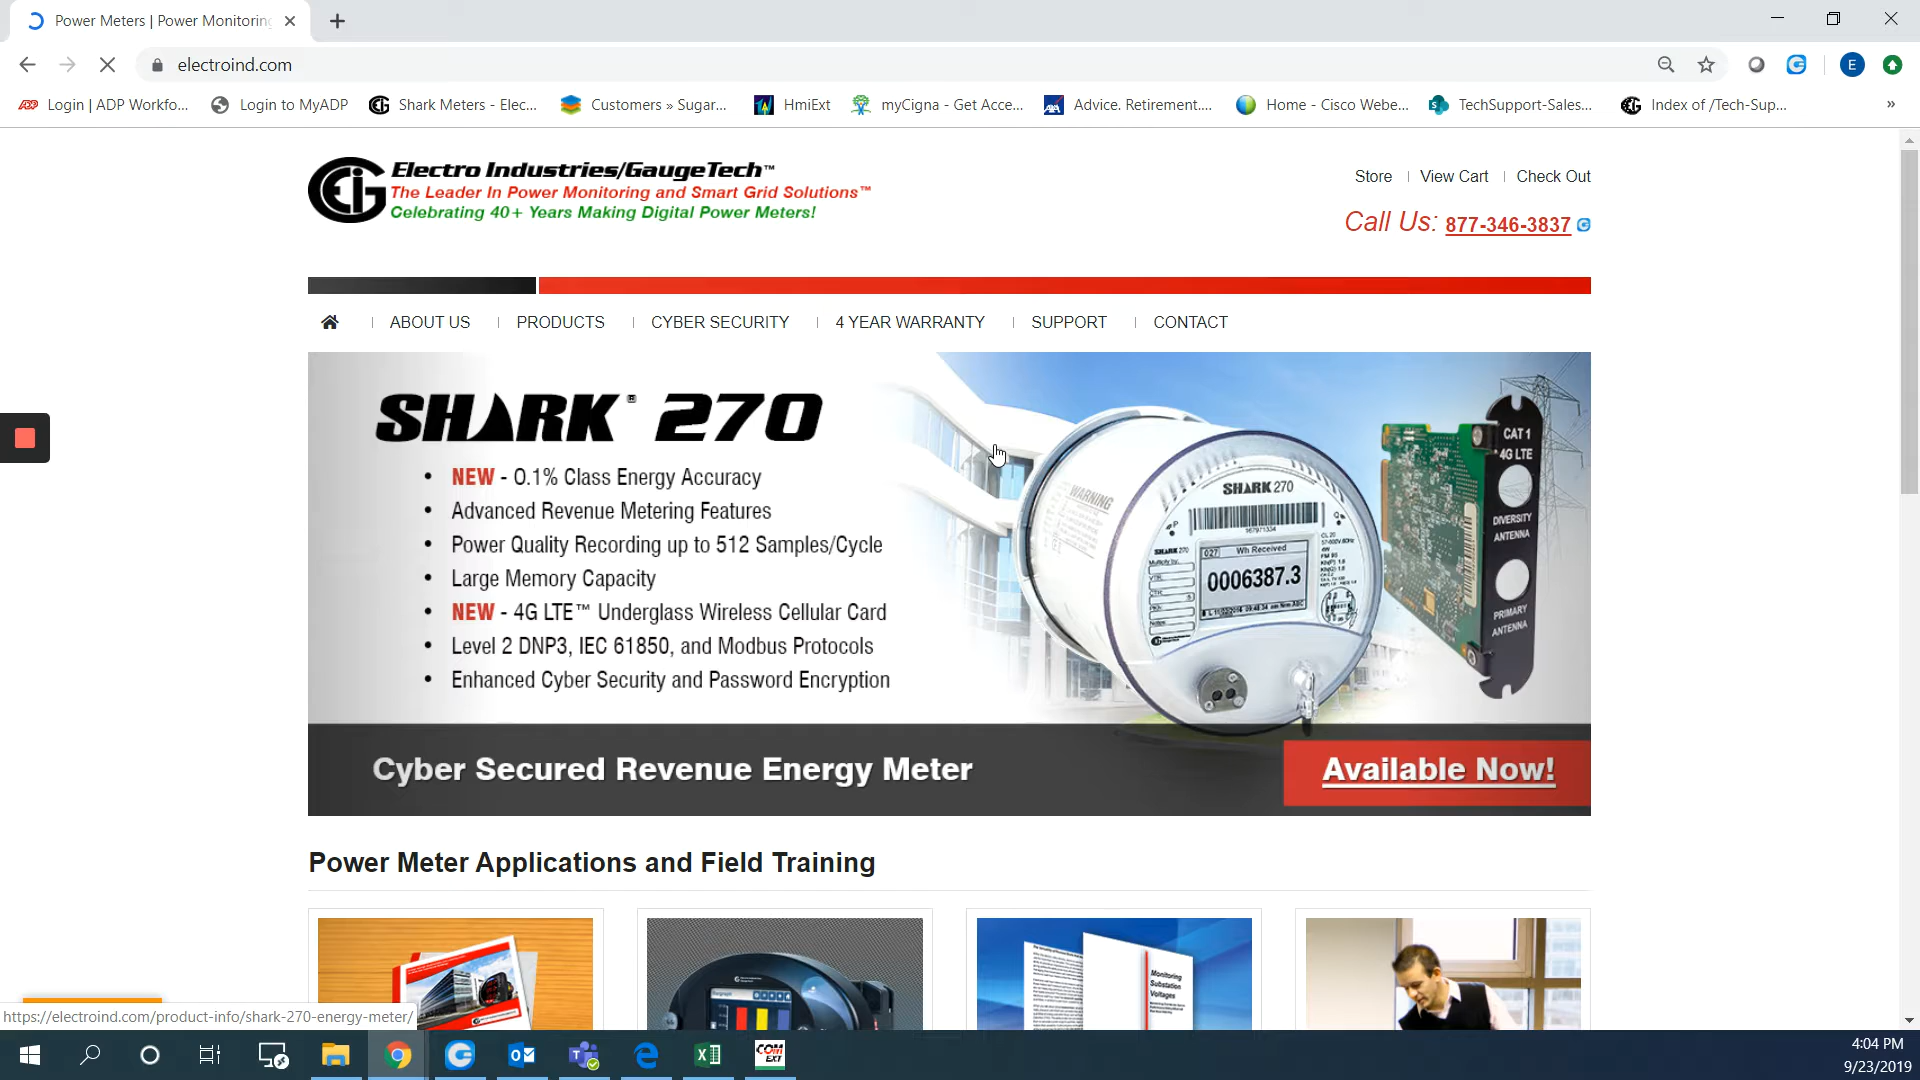 Power Meters | Power Monitoring
electroind.com
E
Login | ADP Workfo...
Login to MyADP
Shark Meters - Elec...
Customers » Sugar...
HmiExt
myCigna - Get Acce...
Advice. Retirement....
Home - Cisco Webe...
TechSupport-Sales...
Index of /Tech-Sup...
»
Electro Industries/GaugeTech™
The Leader In Power Monitoring and Smart Grid Solutions™
Celebrating 40+ Years Making Digital Power Meters!
Store
View Cart
Check Out
Call Us: 877-346-3837
ABOUT US
PRODUCTS
CYBER SECURITY
4 YEAR WARRANTY
SUPPORT
CONTACT
SHARK® 270
• NEW - 0.1% Class Energy Accuracy
• Advanced Revenue Metering Features
• Power Quality Recording up to 512 Samples/Cycle
• Large Memory Capacity
• NEW - 4G LTE™ Underglass Wireless Cellular Card
• Level 2 DNP3, IEC 61850, and Modbus Protocols
• Enhanced Cyber Security and Password Encryption
WARNING
SHARK 270
027 Wh Received
0006387.3
CAT 1
4G LTE
DIVERSITY
ANTENNA
PRIMARY
ANTENNA
Cyber Secured Revenue Energy Meter
Available Now!
Power Meter Applications and Field Training
Monitoring
Substation
Voltages
https://electroind.com/product-info/shark-270-energy-meter/
COM
EXT
4:04 PM
9/23/2019